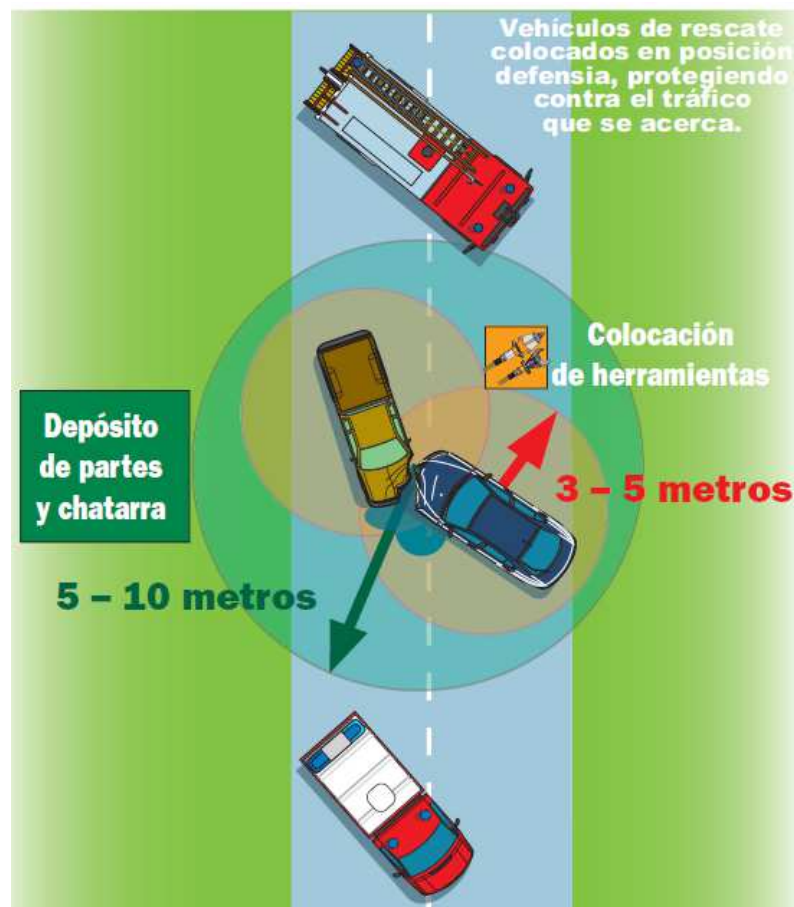 Vehículos de rescate
colocados en posición
defensia, protegiendo
contra el tráfico
que se acerca.
Colocación
de herramientas
Depósito
de partes
y chatarra
3 – 5 metros
5 – 10 metros